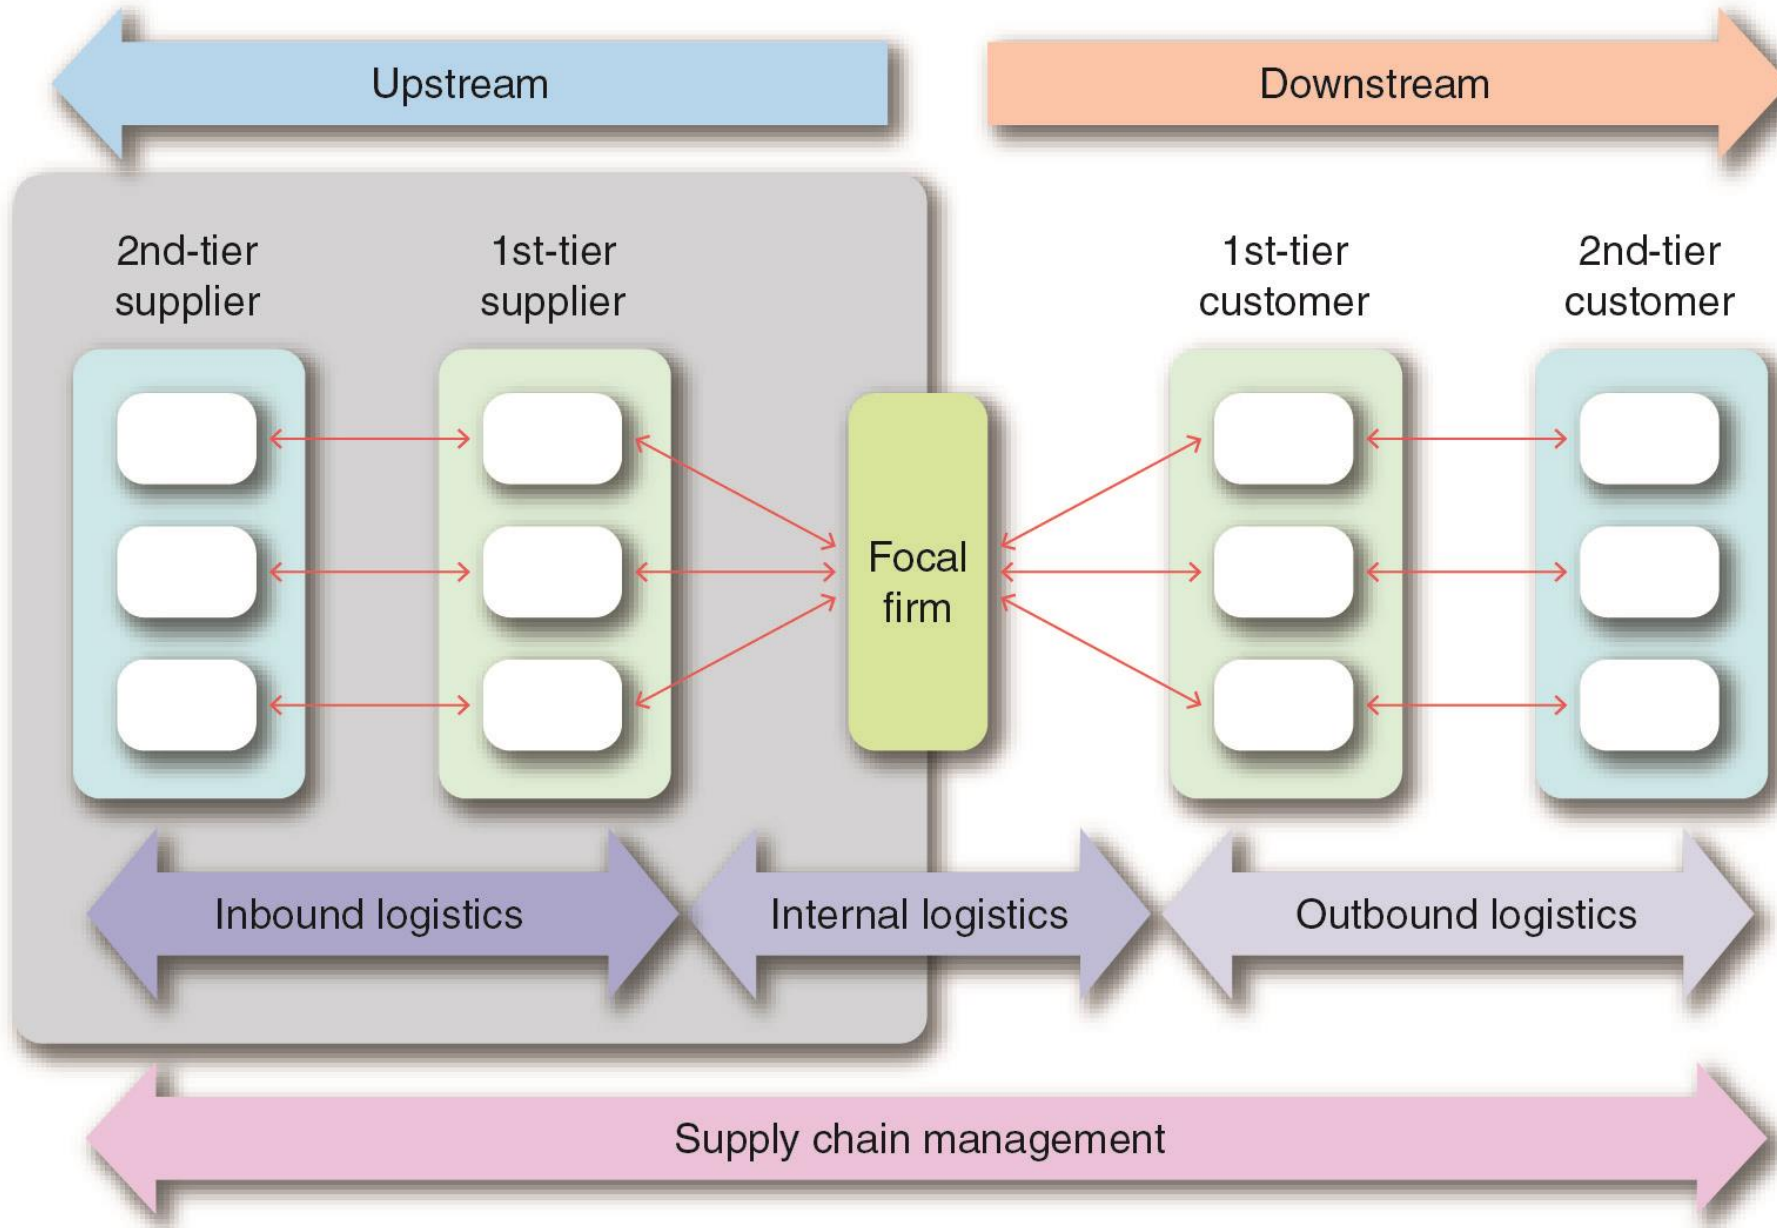 Upstream
Downstream
2nd-tier
supplier
1st-tier
supplier
1st-tier
customer
2nd-tier
customer
Focal
firm
Inbound logistics
Internal logistics
Outbound logistics
Supply chain management